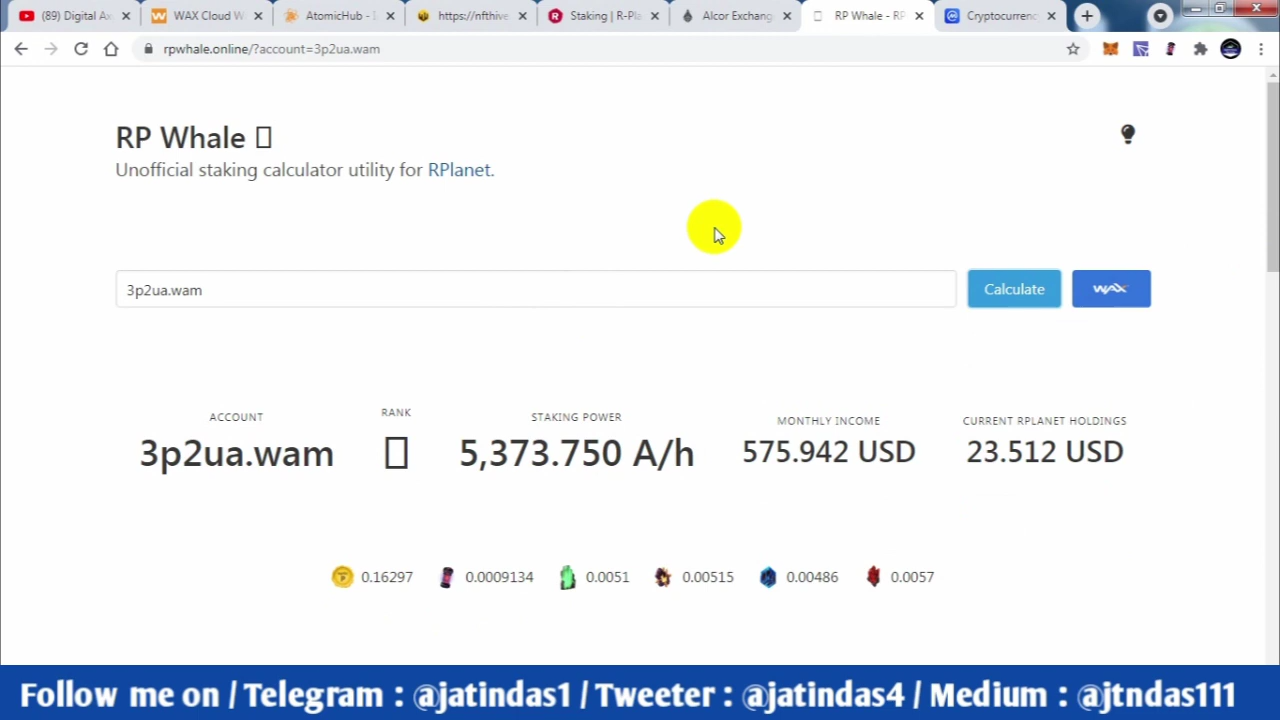 (89) Digital As
WAX Cloud W
AtomicHub - I
https://nfthive
Staking | R-Pla
Alcor Exchang
RP Whale - RP
Cryptocurrenc
rpwhale.online/?account=3p2ua.wam
RP Whale
Unofficial staking calculator utility for RPlanet.
3p2ua.wam
Calculate
WAX
ACCOUNT
RANK
STAKING POWER
MONTHLY INCOME
CURRENT RPLANET HOLDINGS
3p2ua.wam
5,373.750 A/h
575.942 USD
23.512 USD
0.16297
0.0009134
0.0051
0.00515
0.00486
0.0057
Follow me on / Telegram : @jatindas1 / Tweeter : @jatindas4 / Medium : @jtndas111